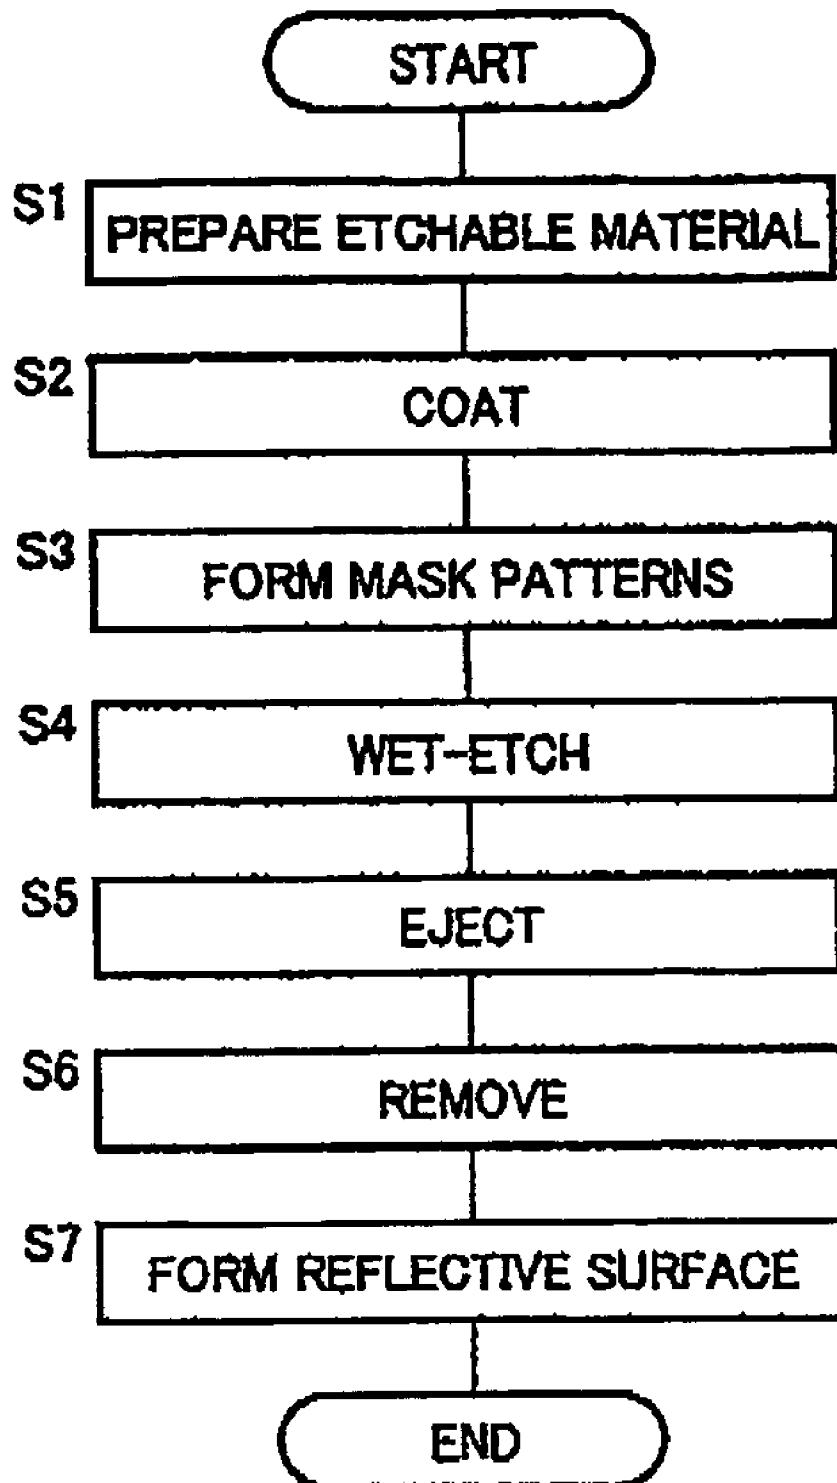 START
S1
PREPARE ETCHABLE MATERIAL
S2
COAT
S3
FORM MASK PATTERNS
S4
WET-ETCH
S5
EJECT
S6
REMOVE
S7
FORM REFLECTIVE SURFACE
END